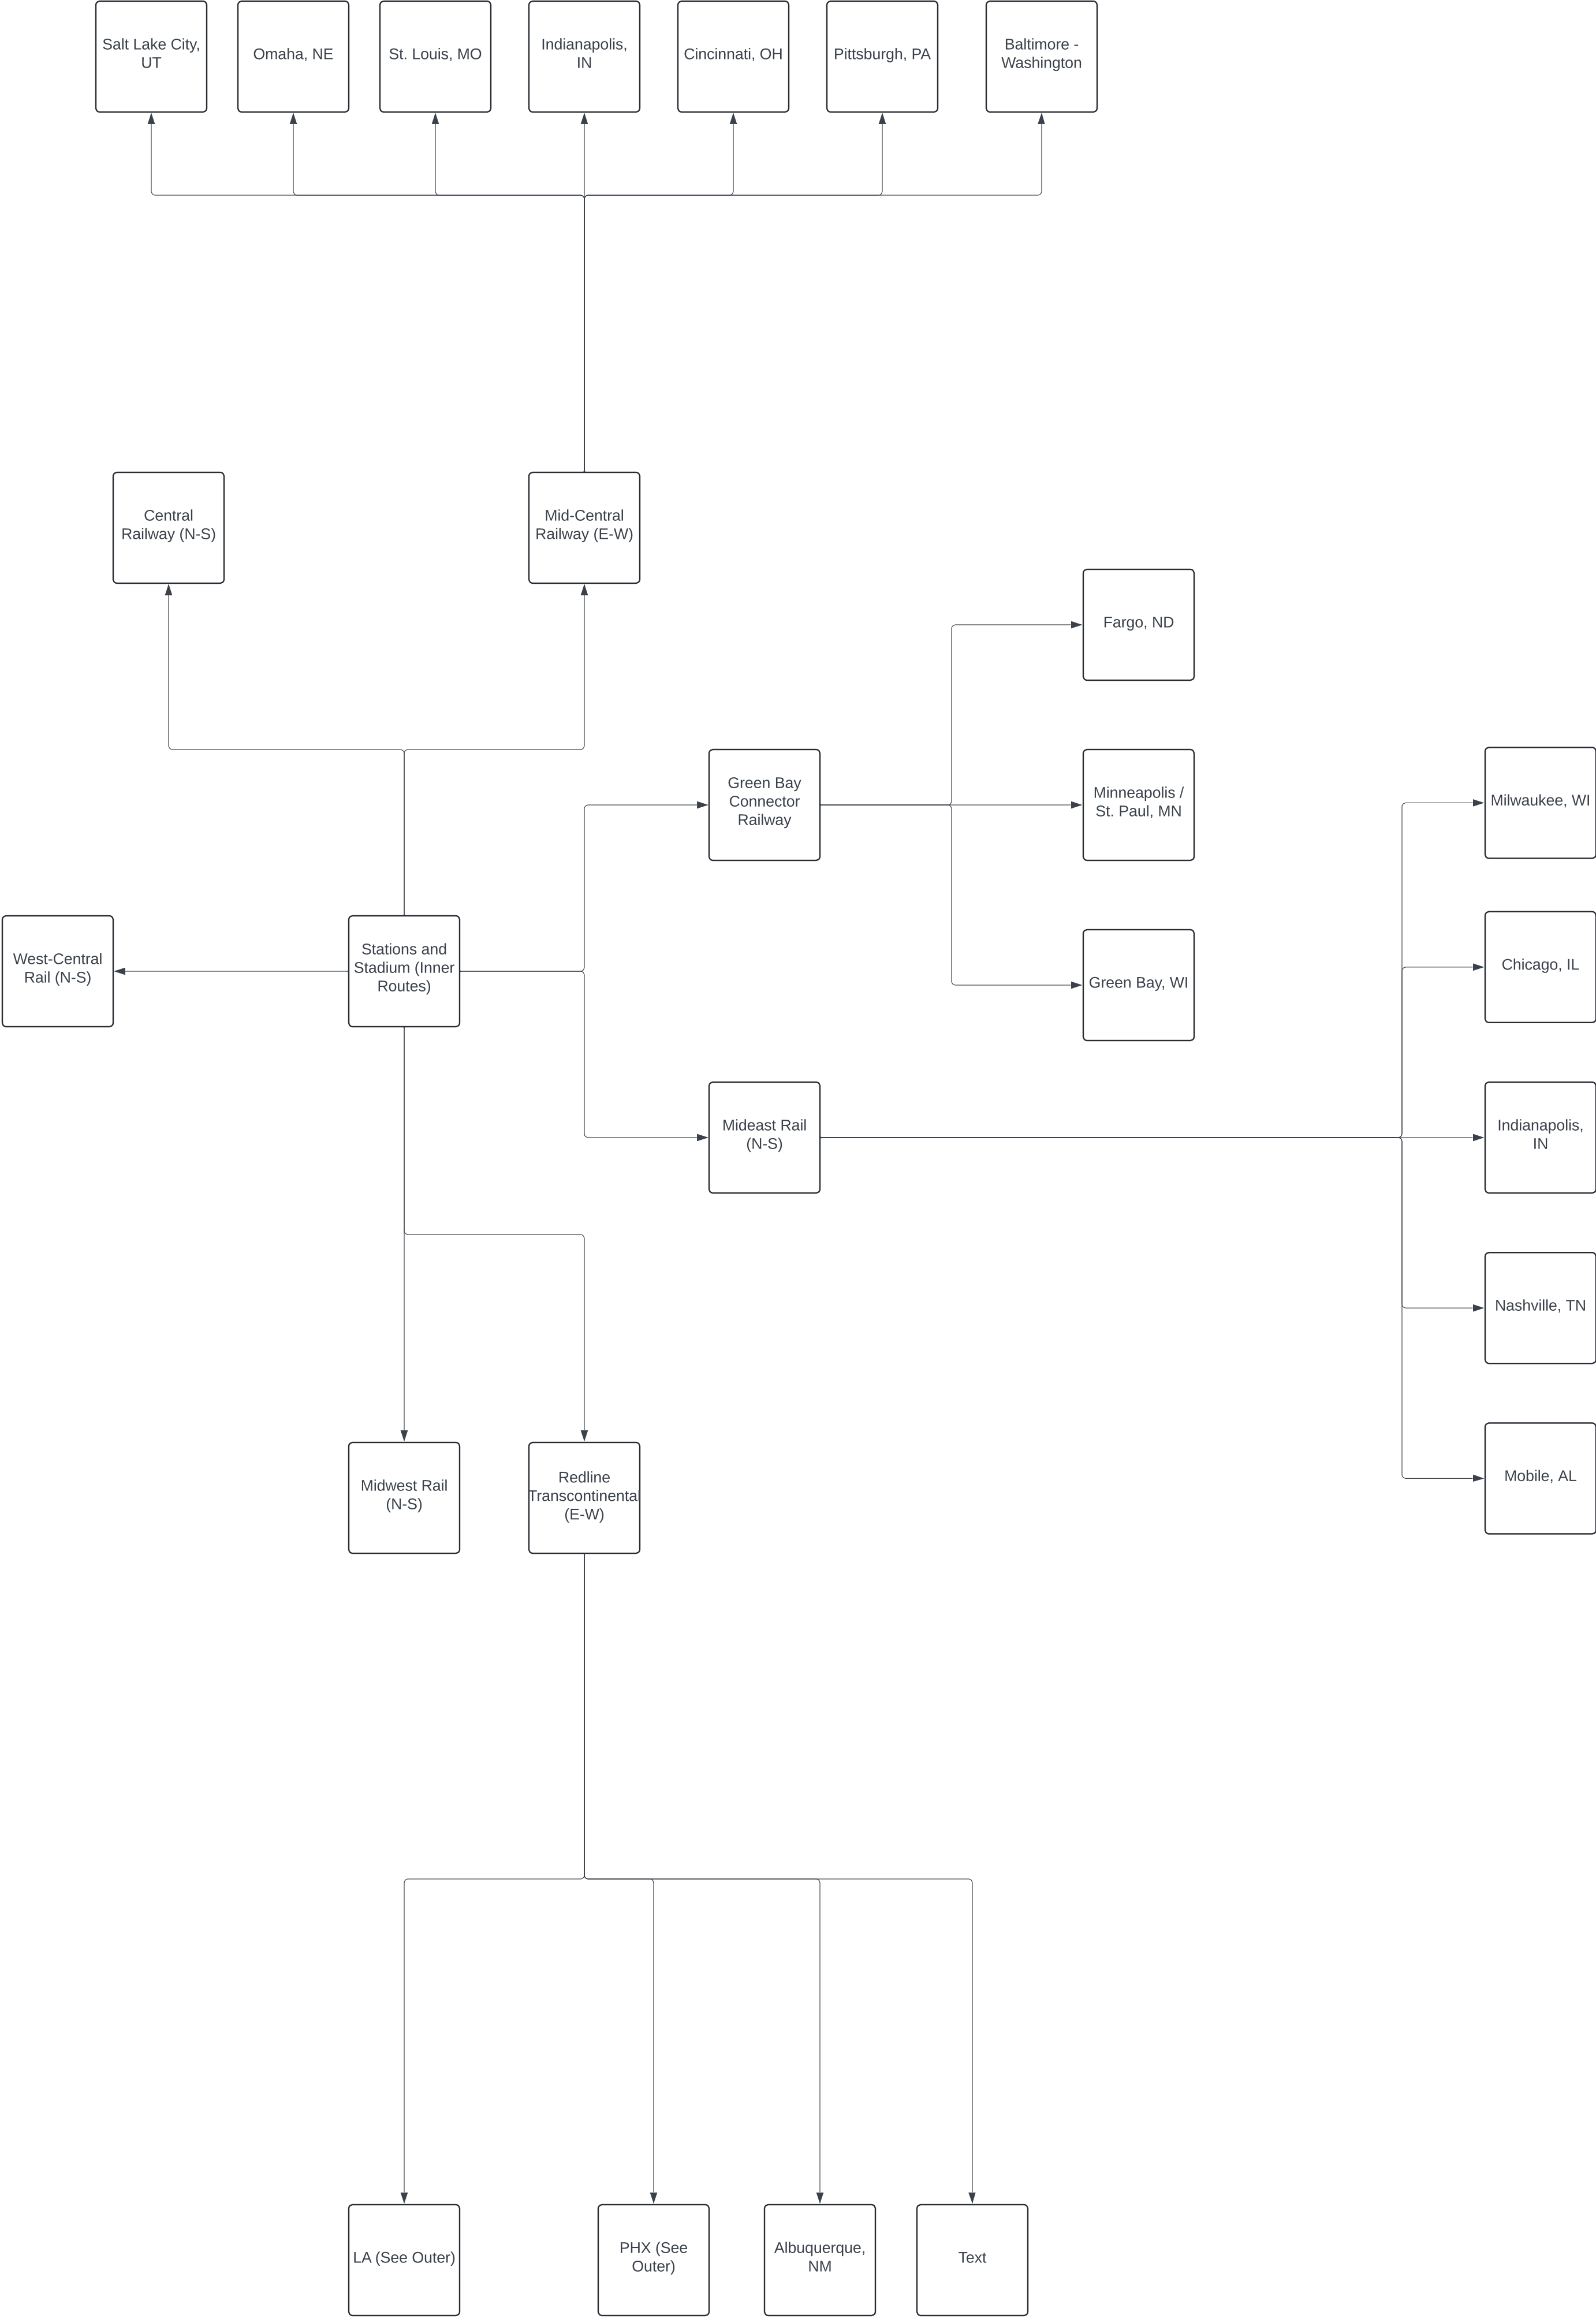 Salt Lake City,
UT
Omaha, NE
St. Louis, MO
Indianapolis,
IN
Cincinnati, OH
Pittsburgh, PA
Baltimore -
Washington
Central
Railway (N-S)
Mid-Central
Railway (E-W)
Fargo, ND
Green Bay
Connector
Railway
Minneapolis /
St. Paul, MN
Milwaukee, WI
West-Central
Rail (N-S)
Stations and
Stadium (Inner
Routes)
Green Bay, WI
Chicago, IL
Mideast Rail
(N-S)
Indianapolis,
IN
Nashville, TN
Midwest Rail
(N-S)
Redline
Transcontinental
(E-W)
Mobile, AL
LA (See Outer)
PHX (See
Outer)
Albuquerque,
NM
Text